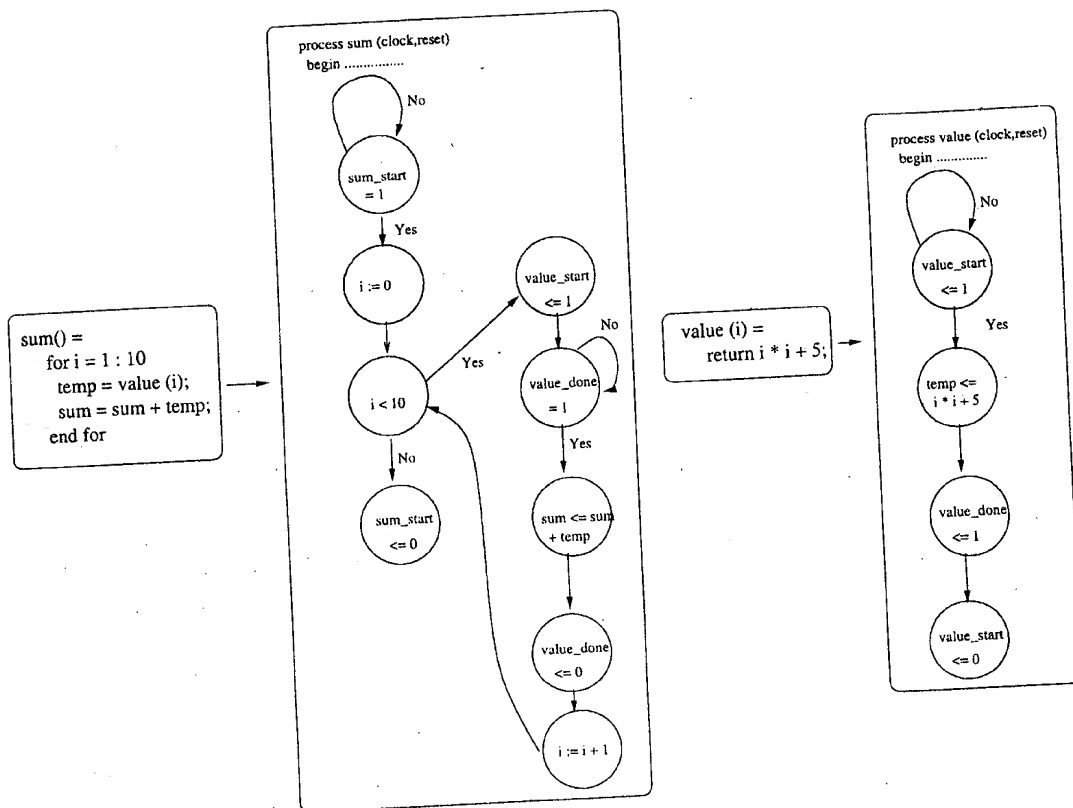 sum() =
for i = 1 : 10
temp = value (i);
sum = sum + temp;
end for
process sum (clock,reset)
begin ................
No
sum_start
= 1
Yes
i := 0
i < 10
Yes
No
sum_start
<= 0
value_start
<= 1
No
value_done
= 1
Yes
sum <= sum
+ temp
value_done
<= 0
i := i + 1
value (i) =
return i * i + 5;
process value (clock,reset)
begin ..............
No
value_start
<= 1
Yes
temp <=
i * i + 5
value_done
<= 1
value_start
<= 0